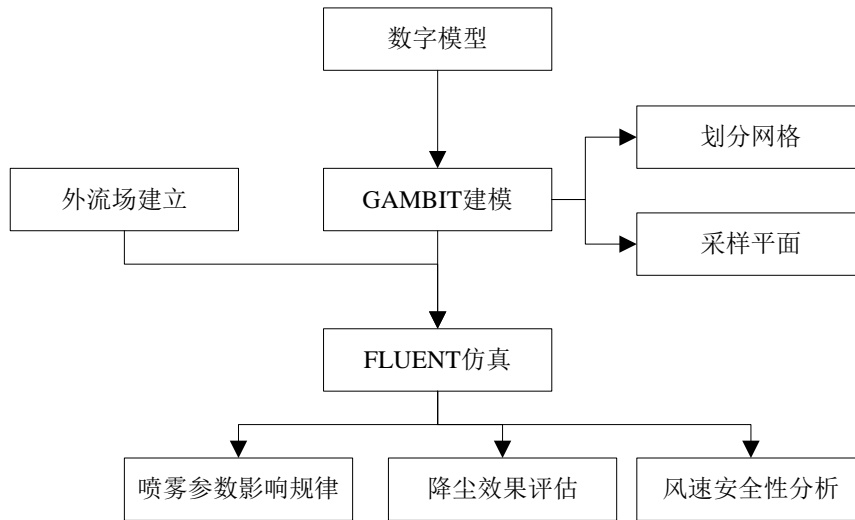 数字模型
划分网格
外流场建立
GAMBIT建模
采样平面
FLUENT仿真
喷雾参数影响规律
降尘效果评估
风速安全性分析